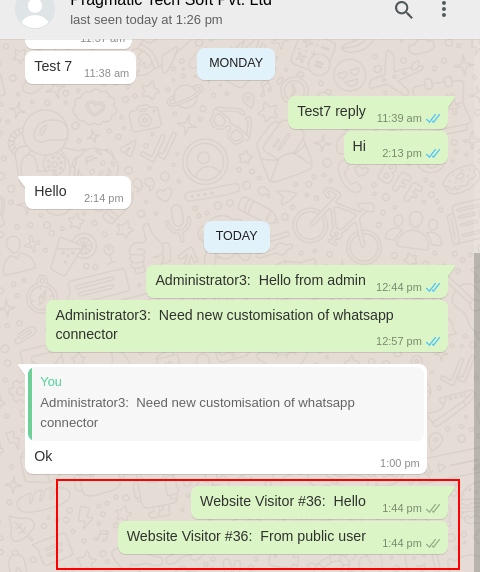 Pragmatic Tech Soft Pvt. Ltd
last seen today at 1:26 pm
11:37 am
Test 7 11:38 am
MONDAY
Test7 reply 11:39 am
Hi 2:13 pm
Hello 2:14 pm
TODAY
Administrator3: Hello from admin 12:44 pm
Administrator3: Need new customisation of whatsapp
connector 12:57 pm
You
Administrator3: Need new customisation of whatsapp
connector
Ok 1:00 pm
Website Visitor #36: Hello 1:44 pm
Website Visitor #36: From public user 1:44 pm